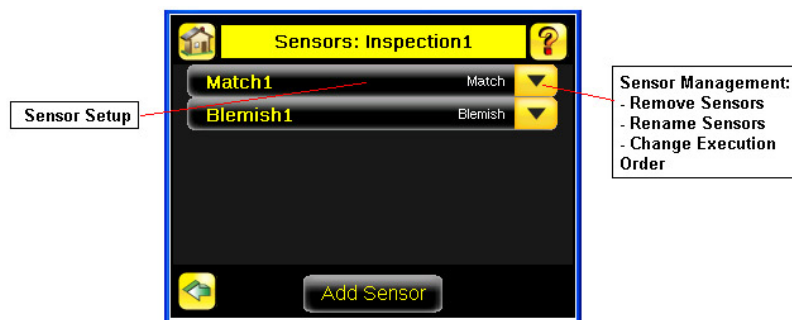 Sensors: Inspection1
?
Match1 Match
Blemish1 Blemish
Add Sensor
Sensor Setup
Sensor Management:
- Remove Sensors
- Rename Sensors
- Change Execution
Order